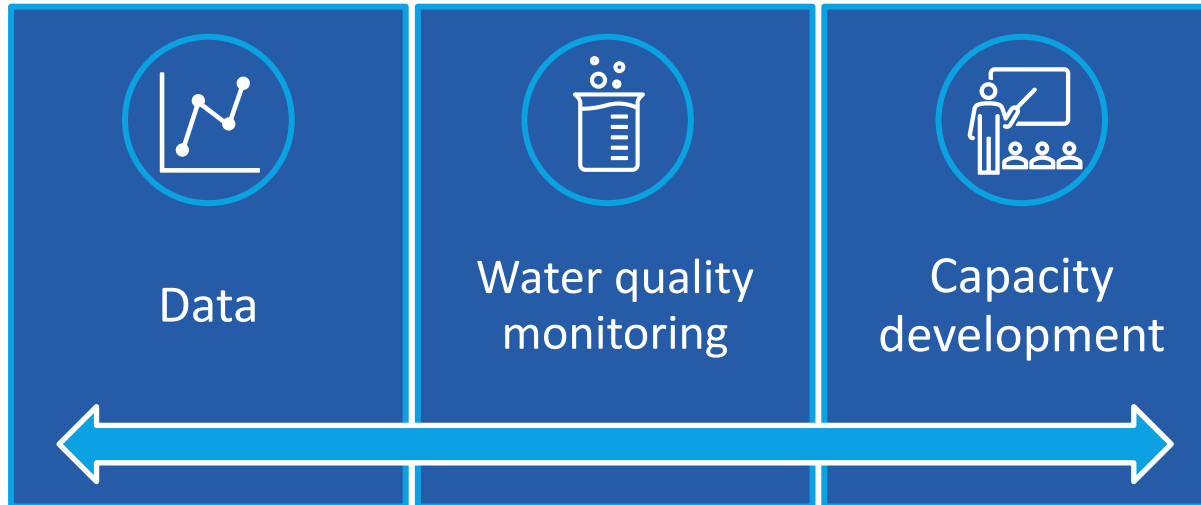 Data
Water quality
monitoring
Capacity
development